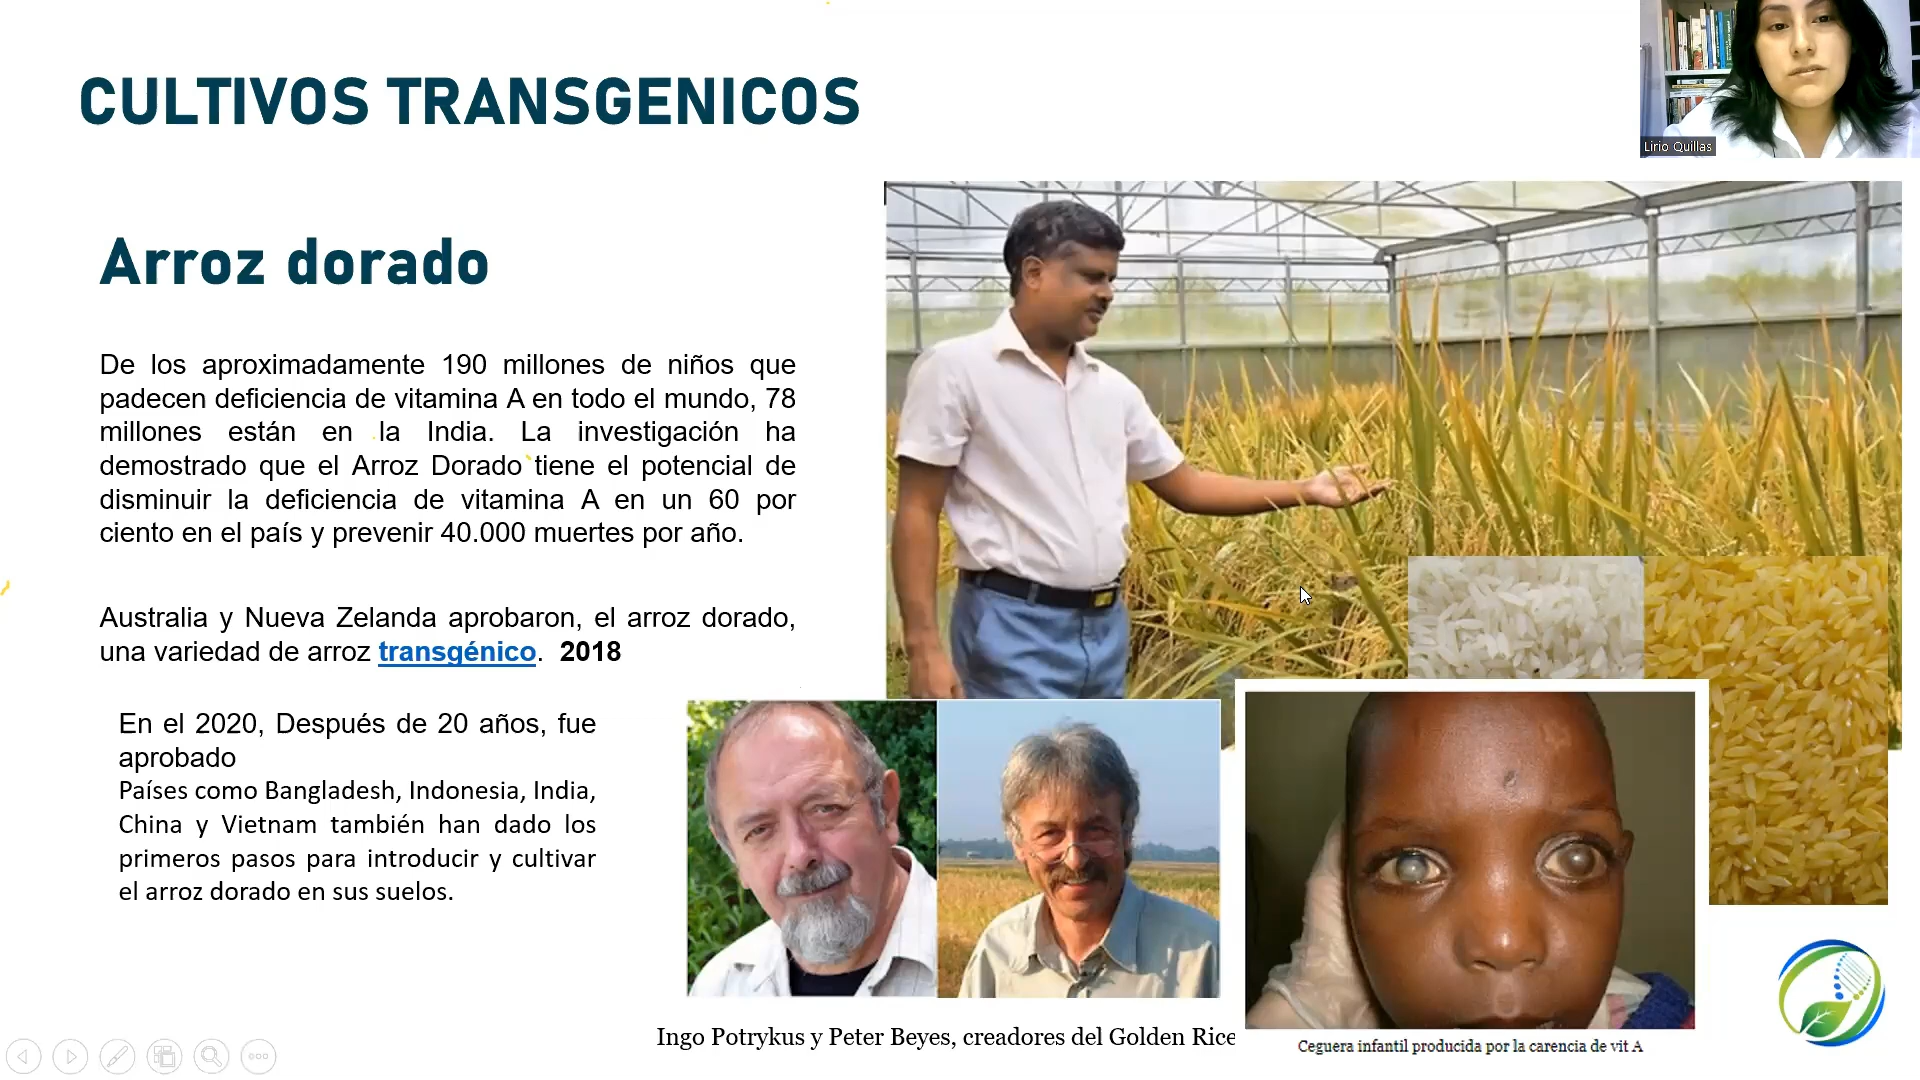 CULTIVOS TRANSGENICOS
Lirio Quillas
Arroz dorado
De los aproximadamente 190 millones de niños que
padecen deficiencia de vitamina A en todo el mundo, 78
millones están en la India. La investigación ha
demostrado que el Arroz Dorado tiene el potencial de
disminuir la deficiencia de vitamina A en un 60 por
ciento en el país y prevenir 40.000 muertes por año.
Australia y Nueva Zelanda aprobaron, el arroz dorado,
una variedad de arroz transgénico. 2018
En el 2020, Después de 20 años, fue
aprobado
Países como Bangladesh, Indonesia, India,
China y Vietnam también han dado los
primeros pasos para introducir y cultivar
el arroz dorado en sus suelos.
Ingo Potrykus y Peter Beyes, creadores del Golden Rice
Ceguera infantil producida por la carencia de vit A